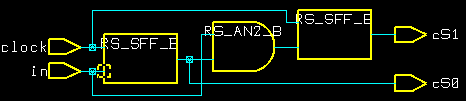 RS_SFF_B
RS_AN2_B
cS1
clock
RS_SFF_B
in
cS0